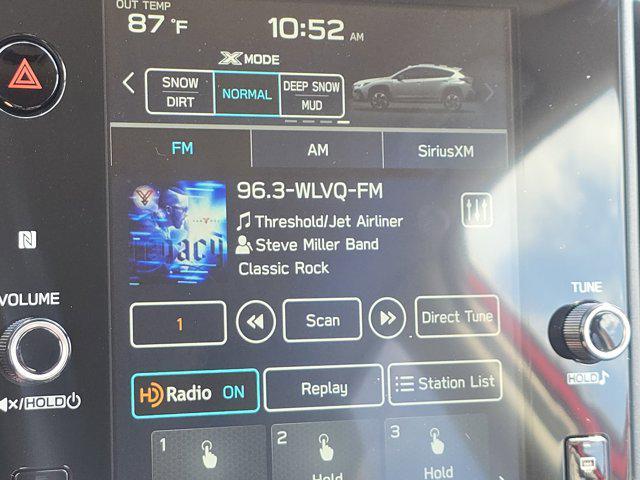 OUT TEMP
87 °F
10:52 AM
X MODE
SNOW DIRT
NORMAL
DEEP SNOW MUD
FM
AM
SiriusXM
96.3-WLVQ-FM
Threshold/Jet Airliner
Steve Miller Band
Classic Rock
VOLUME
TUNE
1
Scan
Direct Tune
HD Radio ON
Replay
Station List
HOLD
HOLD
1
2
3
Hold
Hold